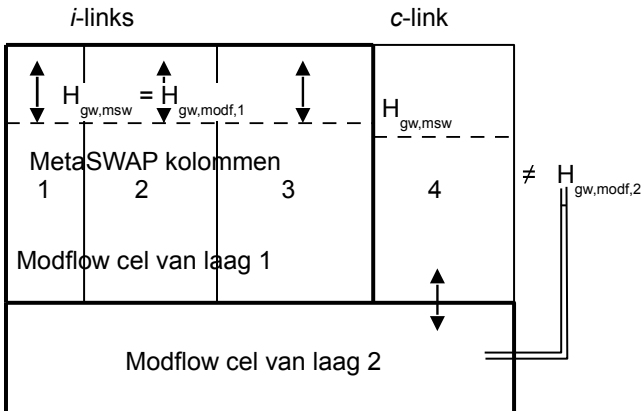 i-links c-link
H gw,msw = H gw,modf,1
H gw,msw
MetaSWAP kolommen
1 2 3 4 ≠ H gw,modf,2
Modflow cel van laag 1
Modflow cel van laag 2